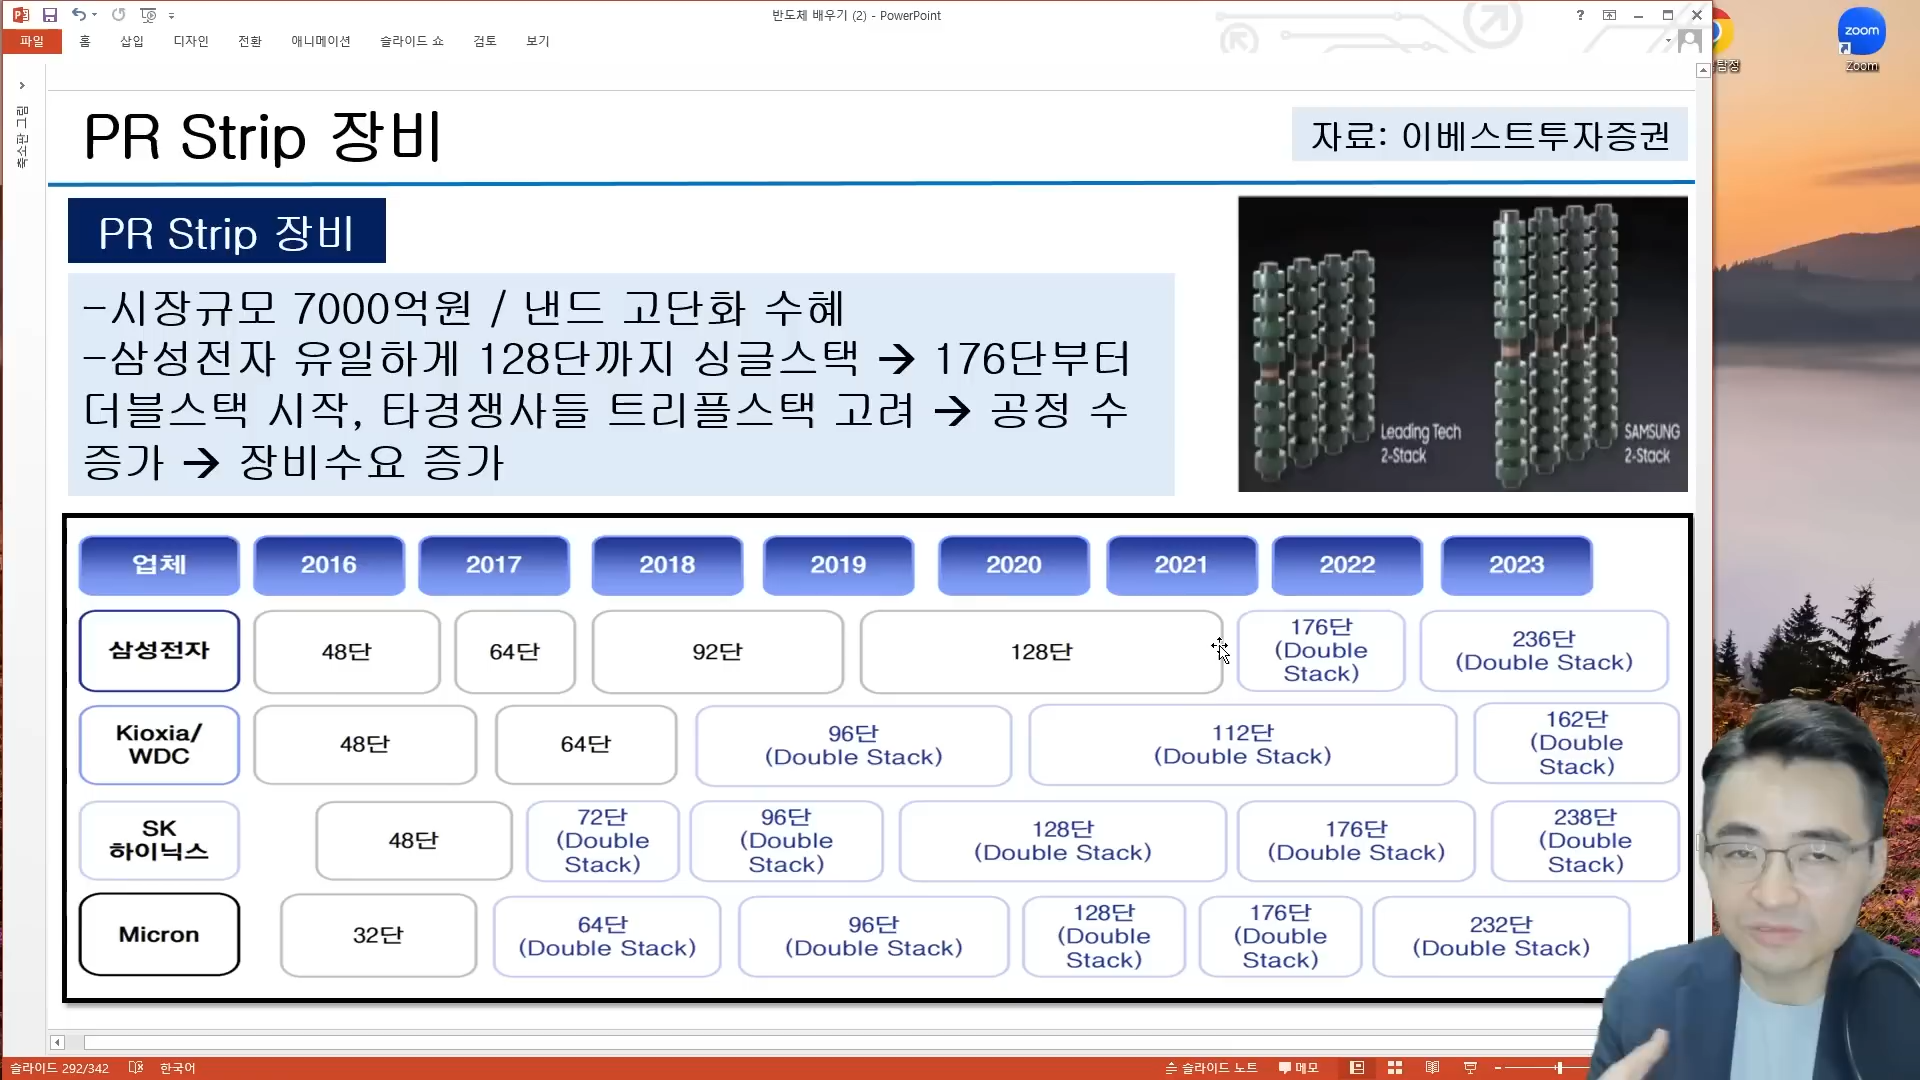 반도체 배우기 (2) - PowerPoint
?
Zoom
zoom
파일 홈 삽입 디자인 전환 애니메이션 슬라이드 쇼 검토 보기
축소판 그림
PR Strip 장비
자료: 이베스트투자증권
PR Strip 장비
-시장규모 7000억원 / 낸드 고단화 수혜
-삼성전자 유일하게 128단까지 싱글스택 → 176단부터
더블스택 시작, 타경쟁사들 트리플스택 고려 → 공정 수
증가 → 장비수요 증가
Leading Tech
2-Stack
SAMSUNG
2-Stack
업체 2016 2017 2018 2019 2020 2021 2022 2023
삼성전자
48단
64단
92단
128단
176단
(Double
Stack)
236단
(Double Stack)
Kioxia/
WDC
48단
64단
96단
(Double Stack)
112단
(Double Stack)
162단
(Double
Stack)
SK
하이닉스
48단
72단
(Double
Stack)
96단
(Double
Stack)
128단
(Double Stack)
176단
(Double Stack)
238단
(Double
Stack)
Micron
32단
64단
(Double Stack)
96단
(Double Stack)
128단
(Double
Stack)
176단
(Double
Stack)
232단
(Double Stack)
슬라이드 292/342 한국어 슬라이드 노트 메모